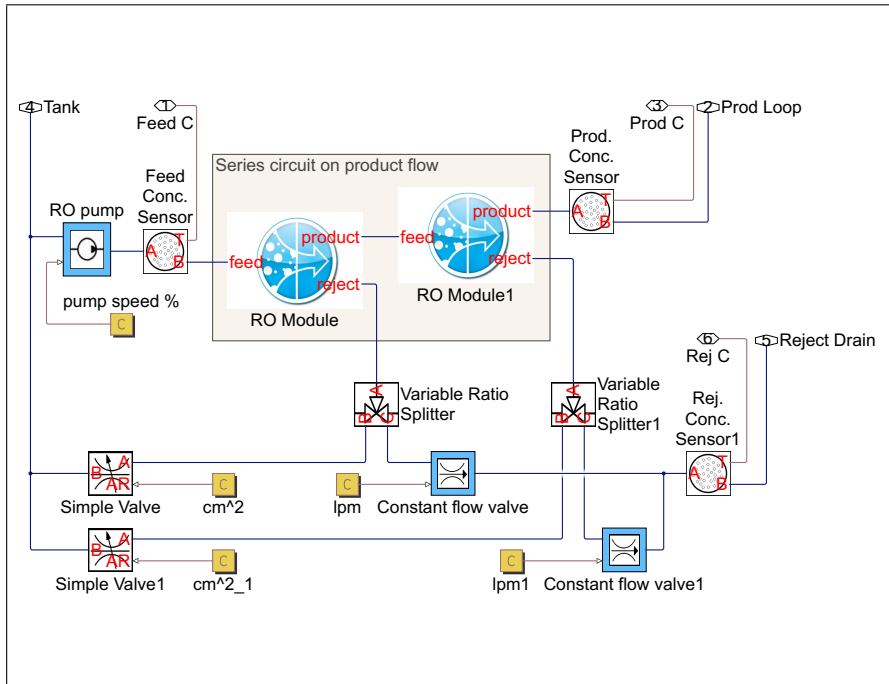 4 Tank
1
Feed C
3
Prod C
2 Prod Loop
Series circuit on product flow
Feed
Conc.
Sensor
Prod.
Conc.
Sensor
RO pump
A
T
B
feed
product
reject
RO Module
feed
product
reject
RO Module1
A
T
B
pump speed %
C
6
Rej C
5 Reject Drain
A
B
C
Variable Ratio
Splitter
A
B
C
Variable
Ratio
Splitter1
Rej.
Conc.
Sensor1
A
T
B
B
A
AR
Simple Valve
C
cm^2
C
lpm
Constant flow valve
B
A
AR
Simple Valve1
C
cm^2_1
C
lpm1
Constant flow valve1